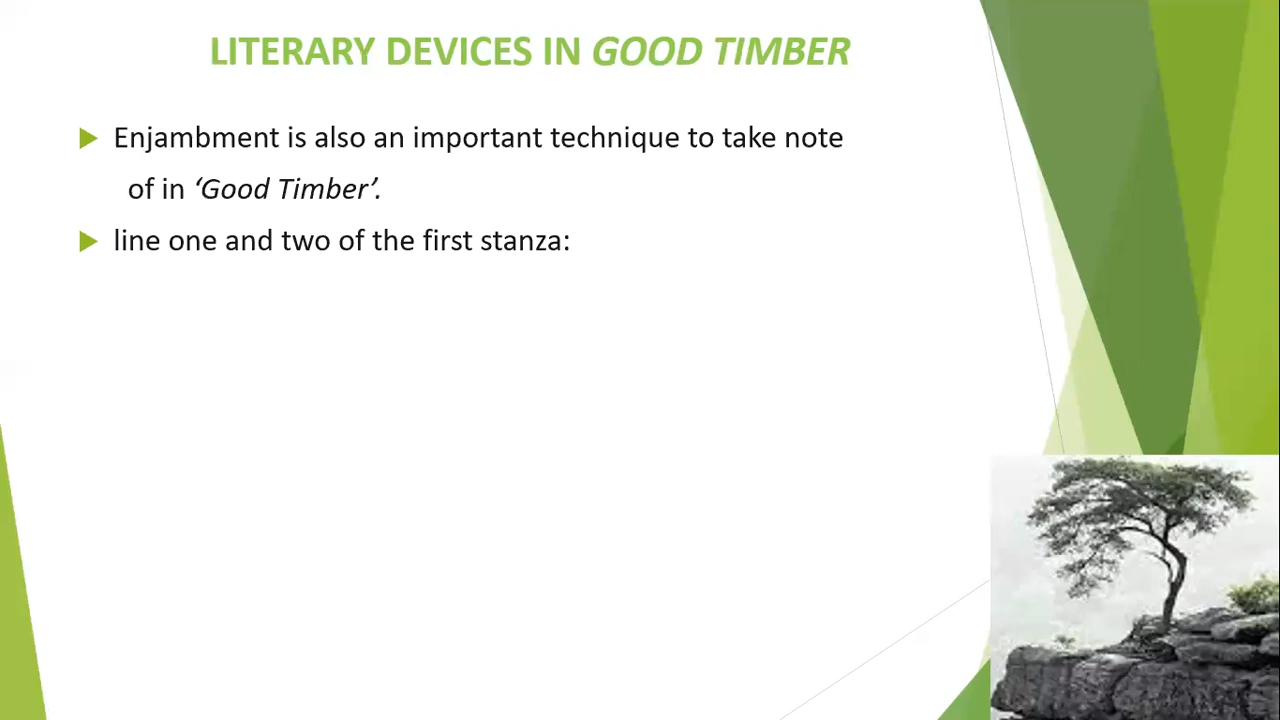 LITERARY DEVICES IN GOOD TIMBER
Enjambment is also an important technique to take note
of in ‘Good Timber’.
line one and two of the first stanza: